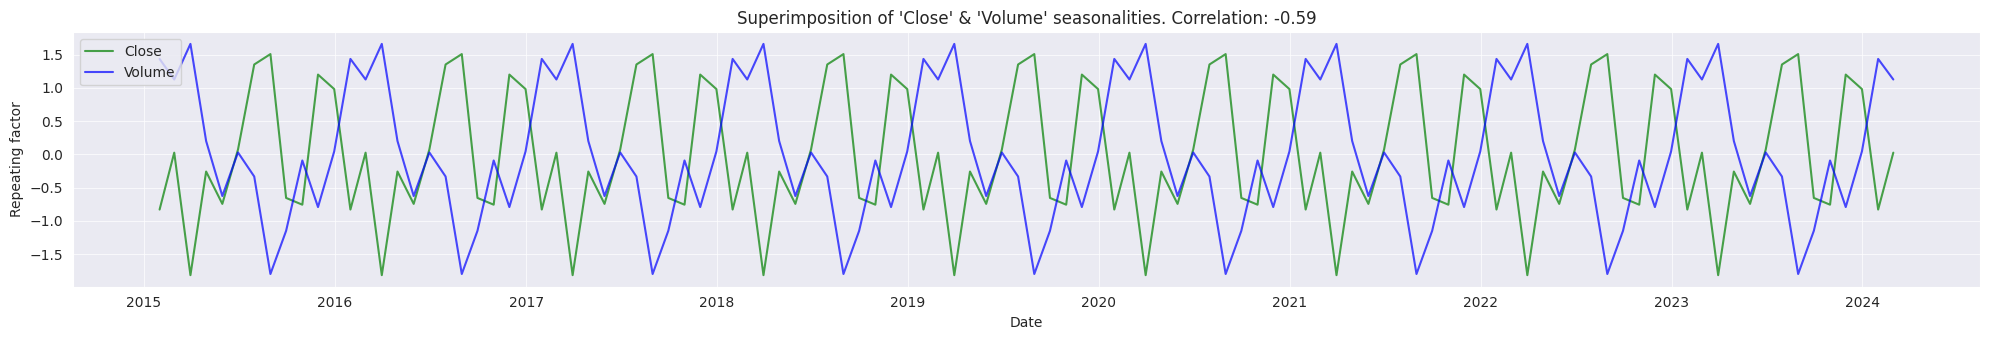 Superimposition of 'Close' & 'Volume' seasonalities. Correlation: -0.59
Close
Volume
Repeating factor
1.5
1.0
0.5
0.0
−0.5
−1.0
−1.5
2015 2016 2017 2018 2019 2020 2021 2022 2023 2024
Date